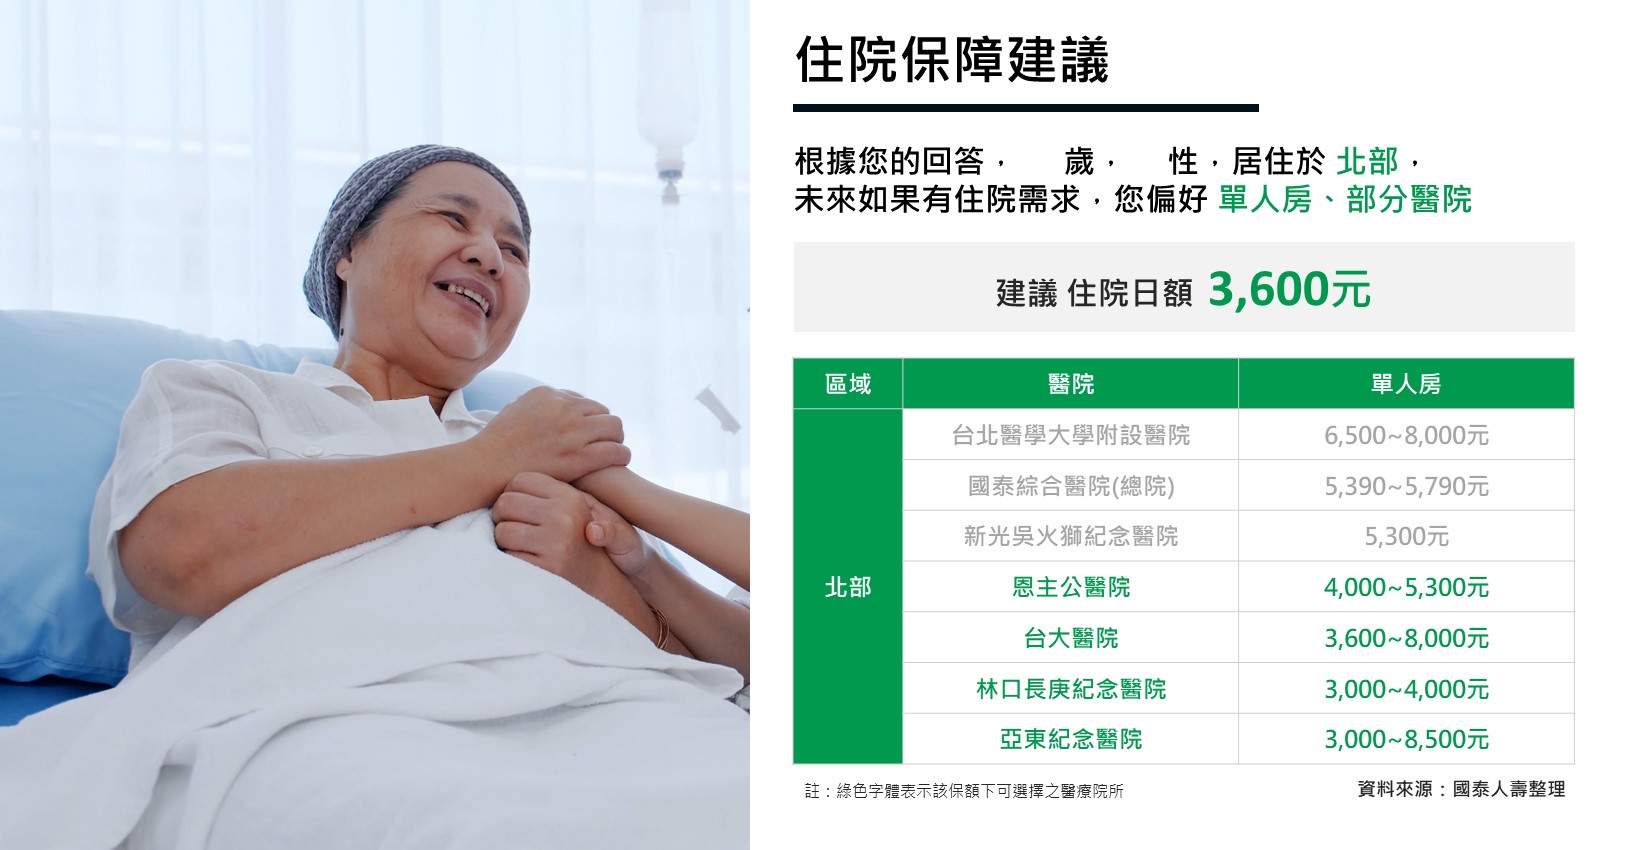 住院保障建議
根據您的回答，　歲，　性，居住於 北部，
未來如果有住院需求，您偏好 單人房、部分醫院
建議 住院日額 3,600元
區域 醫院 單人房
北部
台北醫學大學附設醫院 6,500~8,000元
國泰綜合醫院(總院) 5,390~5,790元
新光吳火獅紀念醫院 5,300元
恩主公醫院 4,000~5,300元
台大醫院 3,600~8,000元
林口長庚紀念醫院 3,000~4,000元
亞東紀念醫院 3,000~8,500元
註：綠色字體表示該保額下可選擇之醫療院所
資料來源：國泰人壽整理